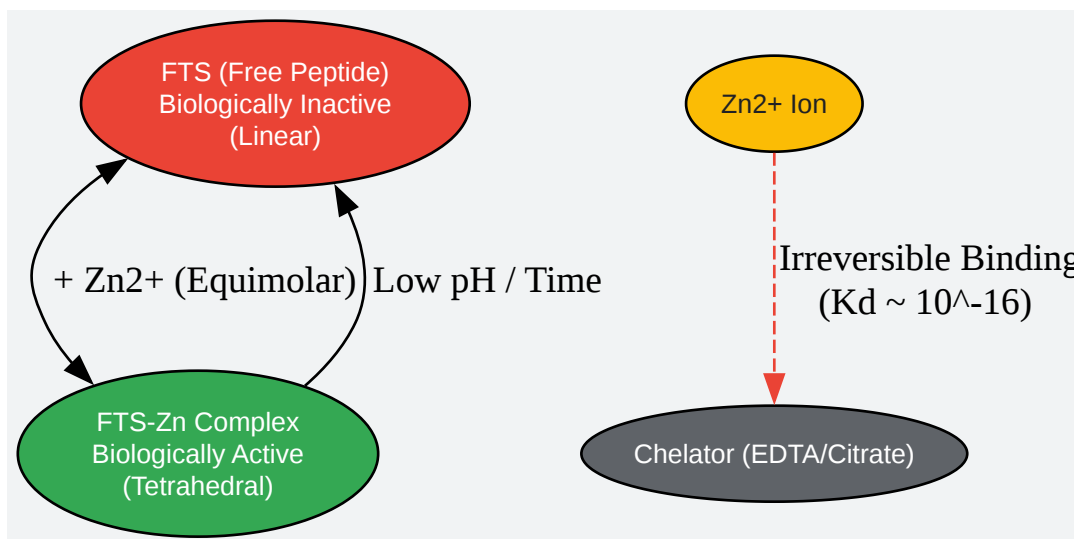 FTS (Free Peptide)
Biologically Inactive
(Linear)
Zn2+ Ion
+ Zn2+ (Equimolar)
Low pH / Time
Irreversible Binding
(Kd ~ 10^-16)
FTS-Zn Complex
Biologically Active
(Tetrahedral)
Chelator (EDTA/Citrate)